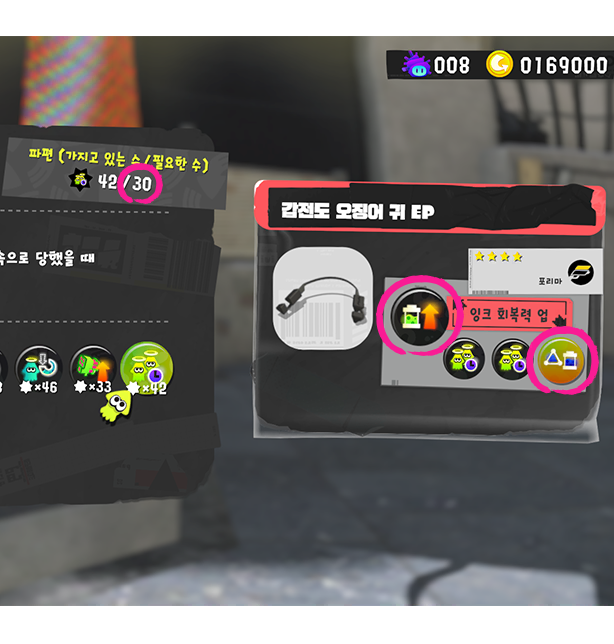 008 0169000
파편 (가지고 있는 수/필요한 수)
42/30
속으로 당했을 때
×46 ×33 ×42
감전도 오징어 귀 EP
포리마
잉크 회복력 업